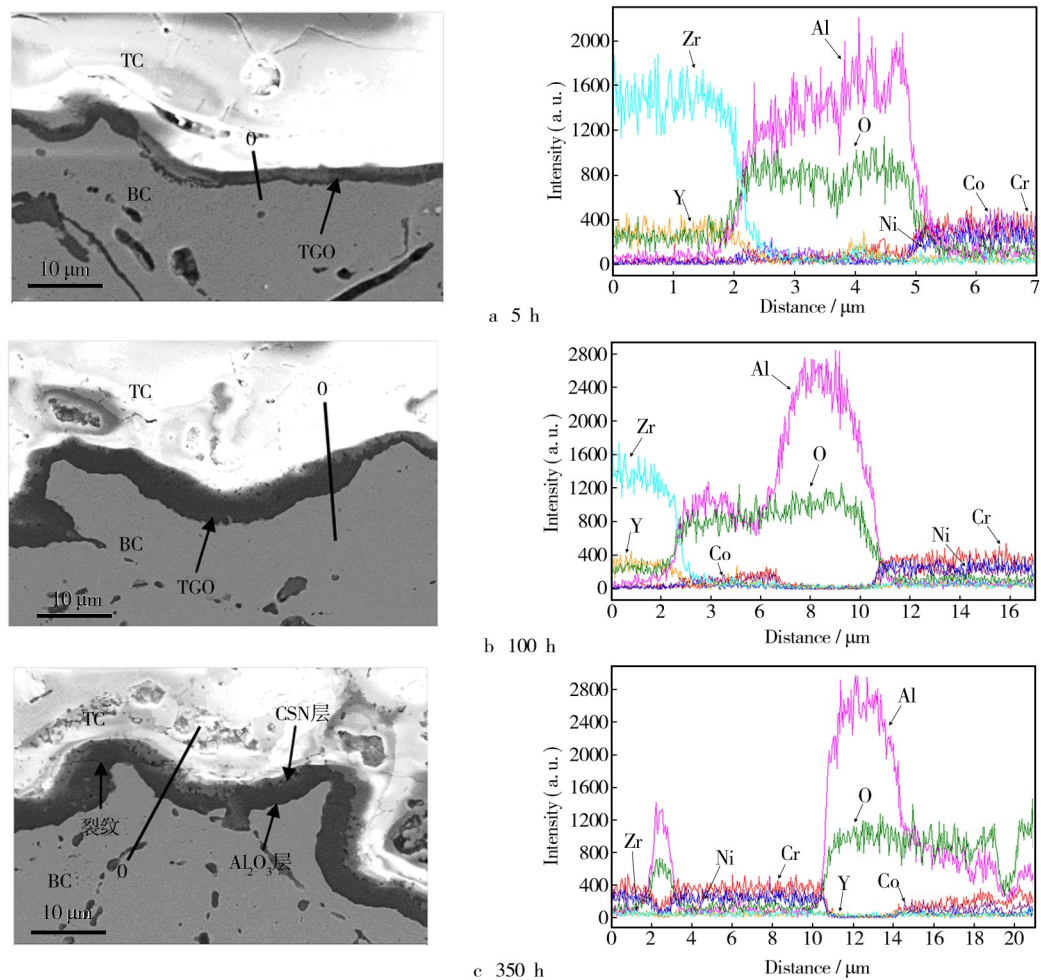 TC
0
BC
TGO
10 μm
2000
1600
1200
800
400
0
Intensity ( a. u. )
Zr
Al
O
Y
Ni
Co
Cr
0 1 2 3 4 5 6 7
Distance / μm
a 5 h
TC
0
BC
TGO
10 μm
2800
2400
2000
1600
1200
800
400
0
Intensity ( a. u. )
Zr
Al
O
Y
Co
Ni
Cr
0 2 3 6 8 10 12 14 16
Distance / μm
b 100 h
TC
CSN层
裂纹
0
Al2O3层
BC
10 μm
2800
2400
2000
1600
1200
800
400
0
Intensity ( a. u. )
Al
O
Zr
Ni
Cr
Y
Co
0 2 4 6 8 10 12 14 16 18 20
Distance / μm
c 350 h